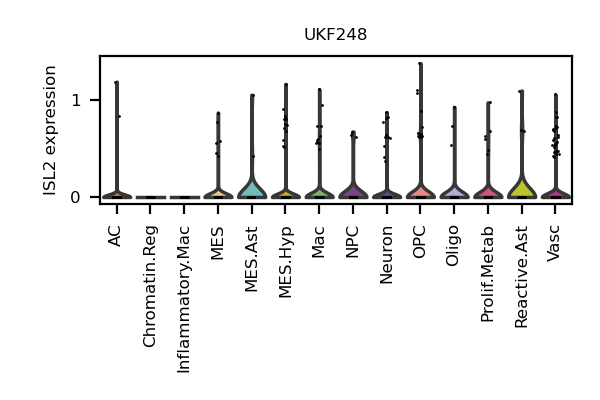 UKF248
ISL2 expression
1
0
AC
Chromatin.Reg
Inflammatory.Mac
MES
MES.Ast
MES.Hyp
Mac
NPC
Neuron
OPC
Oligo
Prolif.Metab
Reactive.Ast
Vasc